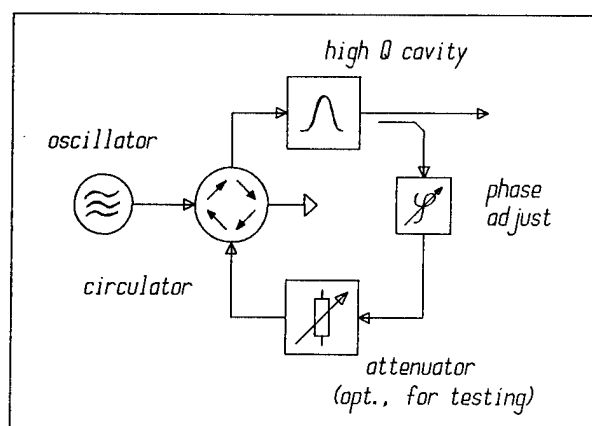 high Q cavity
oscillator
φ
phase
adjust
circulator
attenuator
(opt., for testing)